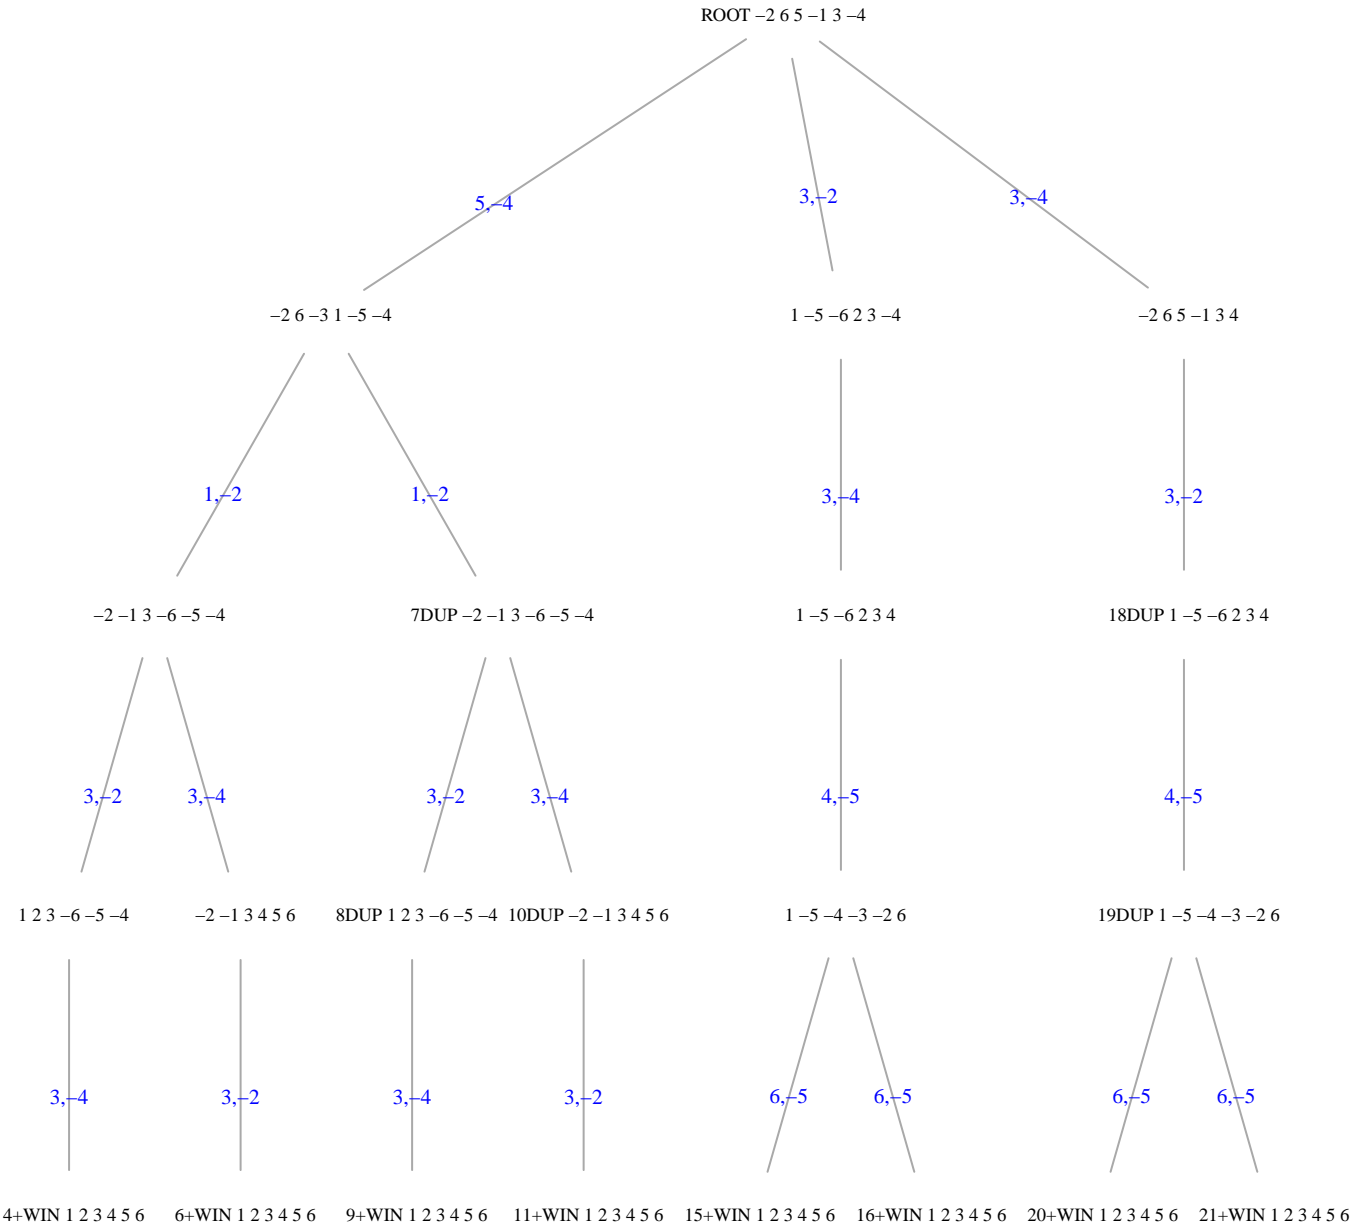 ROOT –2 6 5 –1 3 –4
5,–4
3,–2
3,–4
–2 6 –3 1 –5 –4
1 –5 –6 2 3 –4
–2 6 5 –1 3 4
1,–2
1,–2
3,–4
3,–2
–2 –1 3 –6 –5 –4
7DUP –2 –1 3 –6 –5 –4
1 –5 –6 2 3 4
18DUP 1 –5 –6 2 3 4
3,–2
3,–4
3,–2
3,–4
4,–5
4,–5
1 2 3 –6 –5 –4
–2 –1 3 4 5 6
8DUP 1 2 3 –6 –5 –4
10DUP –2 –1 3 4 5 6
1 –5 –4 –3 –2 6
19DUP 1 –5 –4 –3 –2 6
3,–4
3,–2
3,–4
3,–2
6,–5
6,–5
6,–5
6,–5
4+WIN 1 2 3 4 5 6
6+WIN 1 2 3 4 5 6
9+WIN 1 2 3 4 5 6
11+WIN 1 2 3 4 5 6
15+WIN 1 2 3 4 5 6
16+WIN 1 2 3 4 5 6
20+WIN 1 2 3 4 5 6
21+WIN 1 2 3 4 5 6